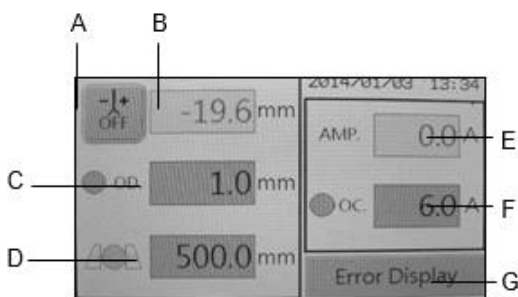 A B
2014/01/03 13:34
-|+ OFF -19.6 mm
AMP. 0.0 A E
C OD. 1.0 mm
OC. 6.0 A F
D 500.0 mm
Error Display G